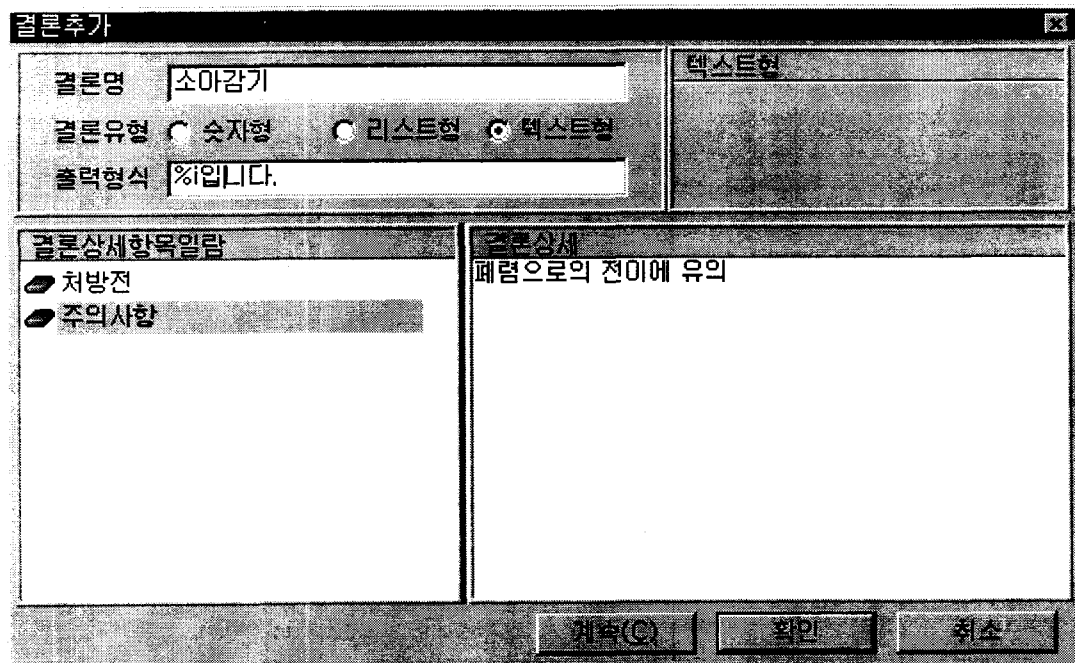 결론추가
결론명 소아감기
결론유형 숫자형 리스트형 텍스트형
출력형식 %i입니다.
텍스트형
결론상세항목일람
처방전
주의사항
결론상세
폐렴으로의 전이에 유의
계속(C) 확인 취소